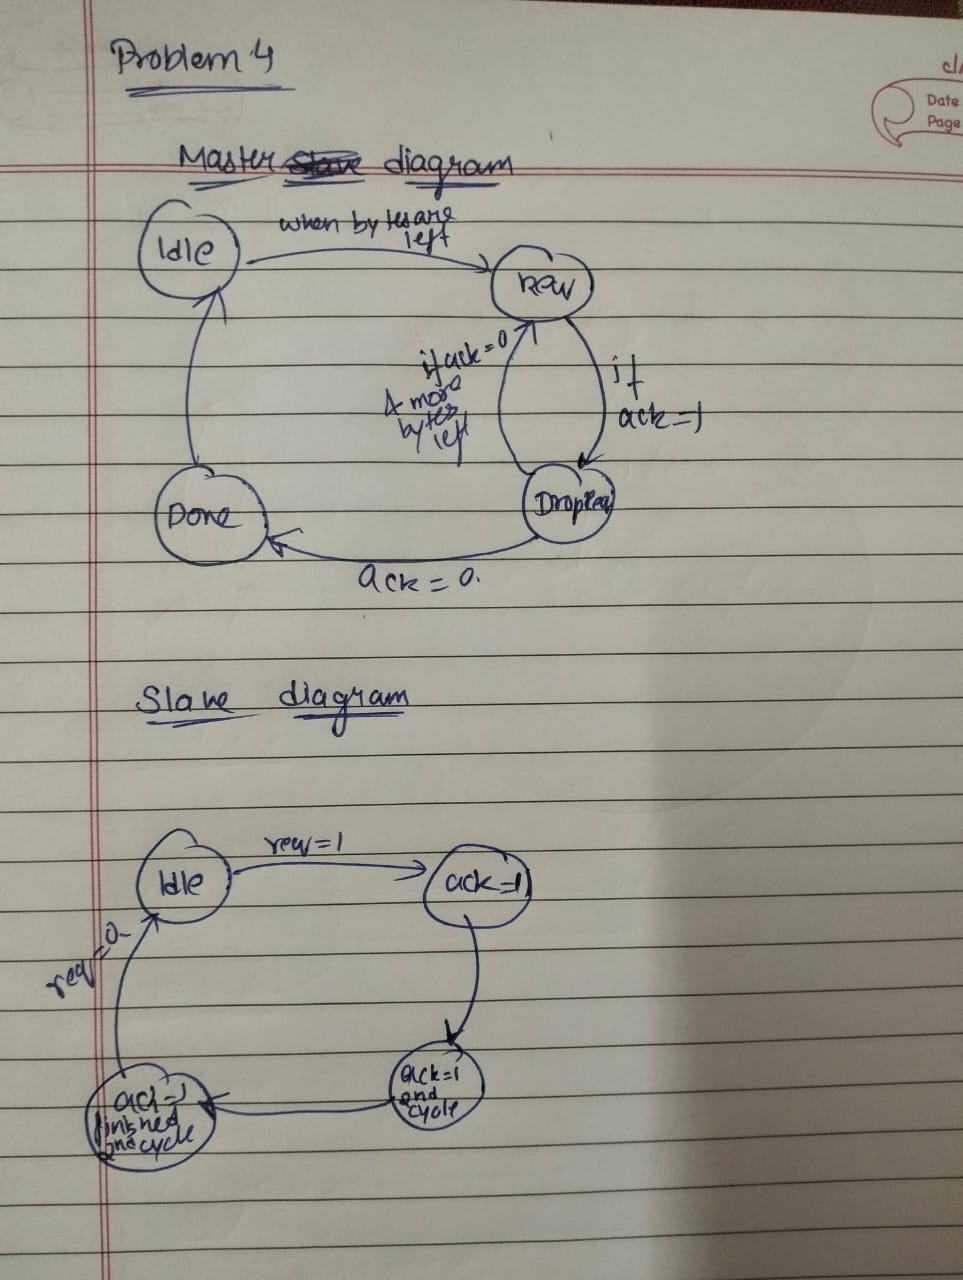 Problem 4
Date
Page
Master diagram
Idle
when bytes are
left
req
if ack=0
& more
bytes
left
if
ack=1
Done
DropReq
ack = 0.
Slave diagram
Idle
req=1
ack=1
req=0
ack=1
2nd
cycle
ack=1
finished
2nd cycle